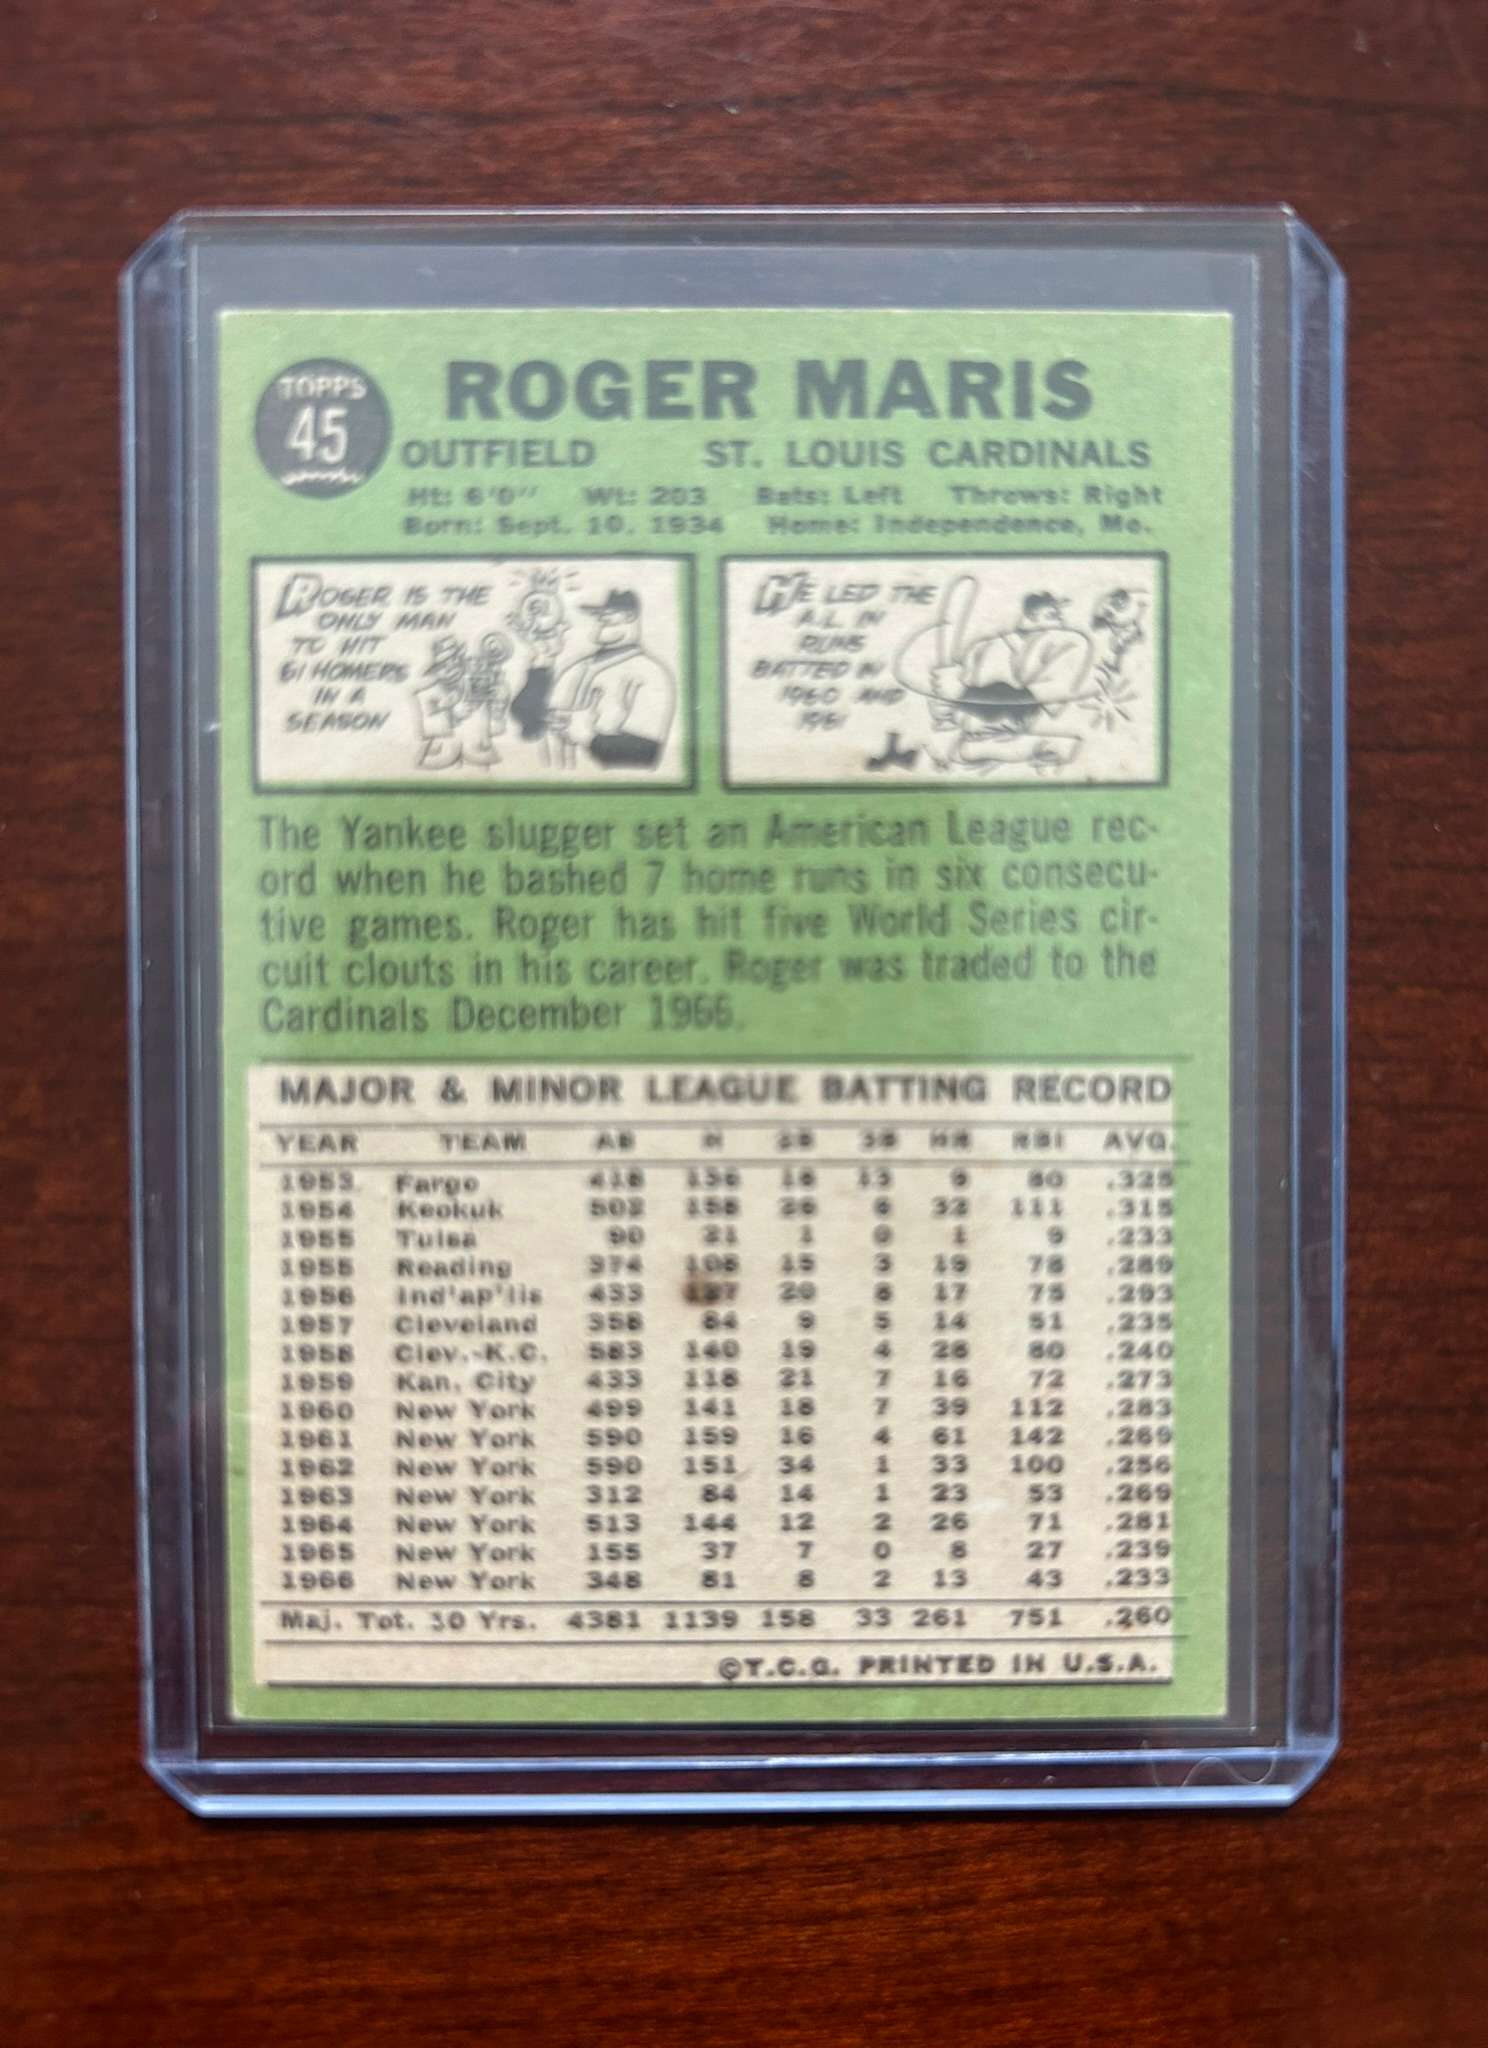 TOPPS
45
ROGER MARIS
OUTFIELD ST. LOUIS CARDINALS
Ht: 6'0" Wt: 203 Bats: Left Throws: Right
Born: Sept. 10, 1934 Home: Independence, Mo.
ROGER IS THE
ONLY MAN
TO HIT
61 HOMERS
IN A
SEASON
61
HE LED THE
A.L. IN
RUNS
BATTED IN
1960 AND
1961
The Yankee slugger set an American League rec-
ord when he bashed 7 home runs in six consecu-
tive games. Roger has hit five World Series cir-
cuit clouts in his career. Roger was traded to the
Cardinals December 1966.
MAJOR & MINOR LEAGUE BATTING RECORD
YEAR TEAM AB H 2B 3B HR RBI AVG.
1953 Fargo 418 136 18 13 9 80 .325
1954 Keokuk 502 158 26 6 32 111 .315
1955 Tulsa 90 21 1 0 1 9 .233
1955 Reading 374 108 15 3 19 78 .289
1956 Ind'ap'lis 433 127 20 8 17 75 .293
1957 Cleveland 358 84 9 5 14 51 .235
1958 Clev.-K.C. 583 140 19 4 28 80 .240
1959 Kan. City 433 118 21 7 16 72 .273
1960 New York 499 141 18 7 39 112 .283
1961 New York 590 159 16 4 61 142 .269
1962 New York 590 151 34 1 33 100 .256
1963 New York 312 84 14 1 23 53 .269
1964 New York 513 144 12 2 26 71 .281
1965 New York 155 37 7 0 8 27 .239
1966 New York 348 81 8 2 13 43 .233
Maj. Tot. 10 Yrs. 4381 1139 158 33 261 751 .260
©T.C.G. PRINTED IN U.S.A.